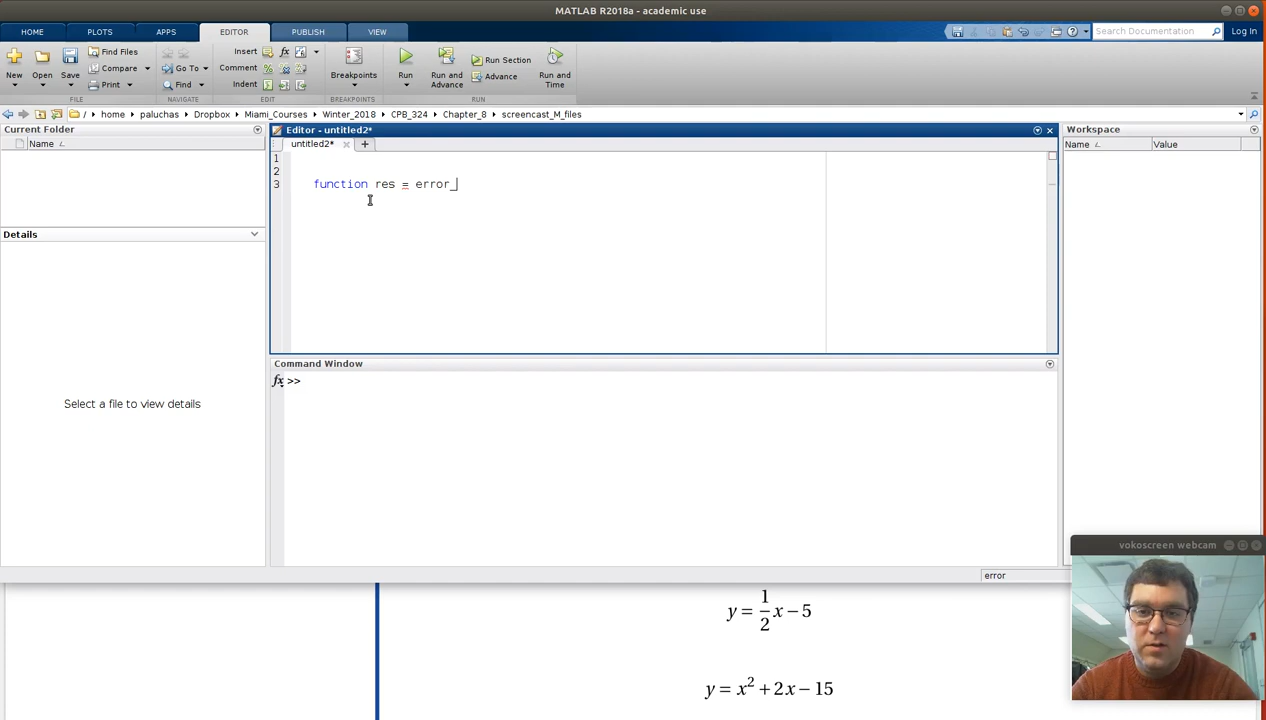 MATLAB R2018a - academic use
HOME PLOTS APPS EDITOR PUBLISH VIEW
Search Documentation Log In
New Open Save Find Files Compare Print
Go To Find
Insert fx
Comment
Indent
Breakpoints Run Run and Advance Run Section Advance Run and Time
FILE NAVIGATE EDIT BREAKPOINTS RUN
/ home paluchas Dropbox Miami_Courses Winter_2018 CPB_324 Chapter_8 screencast_M_files
Current Folder
Name
Details
Select a file to view details
Editor - untitled2*
untitled2* +
1
2
3 function res = error_
Command Window
fx >>
Workspace
Name Value
error
vokoscreen webcam
y = 1/2 x − 5
y = x² + 2x − 15